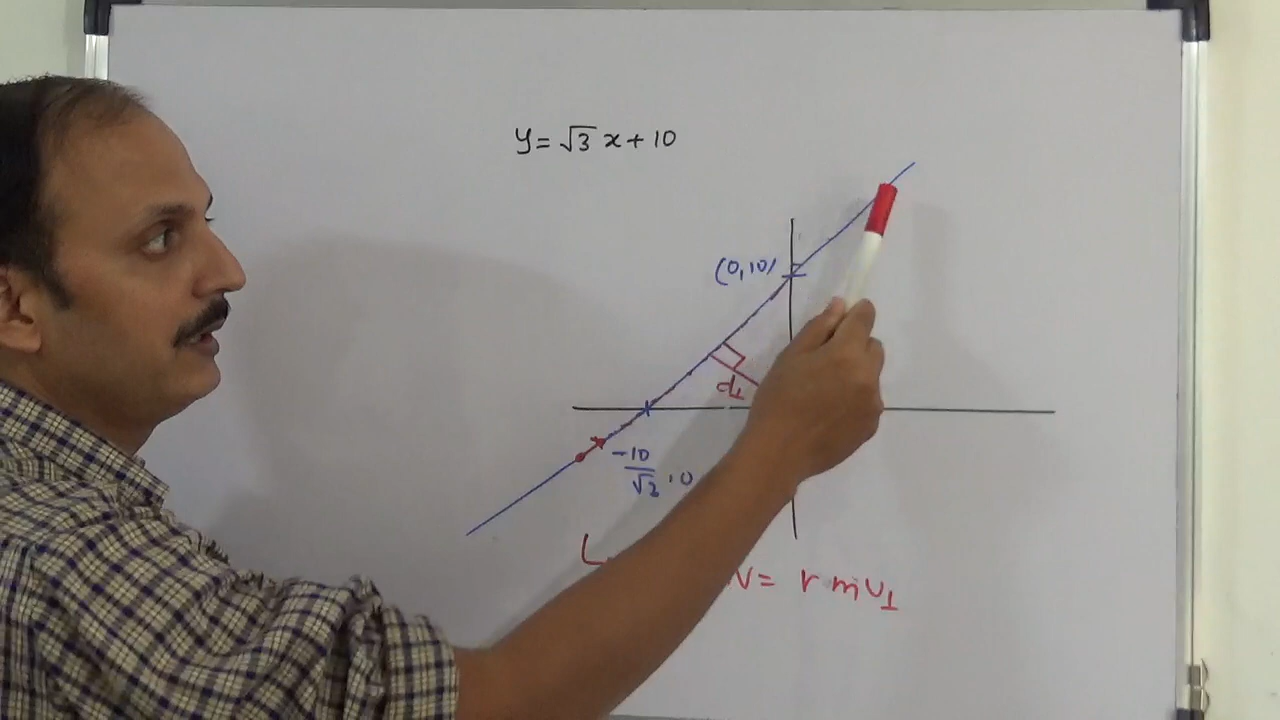 y = √3 x + 10
(0, 10)
d⊥
-10/√3 , 0
L V = r m v⊥